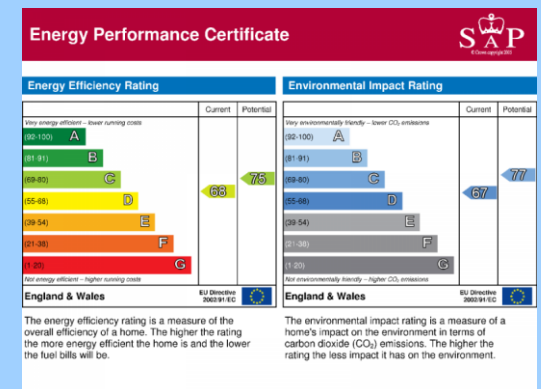 Energy Performance Certificate
SAP
© Crown copyright 2011
Energy Efficiency Rating
Current Potential
Very energy efficient – lower running costs
(92-100) A
(81-91) B
(69-80) C
75
(55-68) D
68
(39-54) E
(21-38) F
(1-20) G
Not energy efficient – higher running costs
England & Wales
EU Directive
2002/91/EC
The energy efficiency rating is a measure of the
overall efficiency of a home. The higher the rating
the more energy efficient the home is and the lower
the fuel bills will be.
Environmental Impact Rating
Current Potential
Very environmentally friendly – lower CO₂ emissions
(92-100) A
(81-91) B
(69-80) C
77
(55-68) D
67
(39-54) E
(21-38) F
(1-20) G
Not environmentally friendly – higher CO₂ emissions
England & Wales
EU Directive
2002/91/EC
The environmental impact rating is a measure of a
home's impact on the environment in terms of
carbon dioxide (CO₂) emissions. The higher the
rating the less impact it has on the environment.